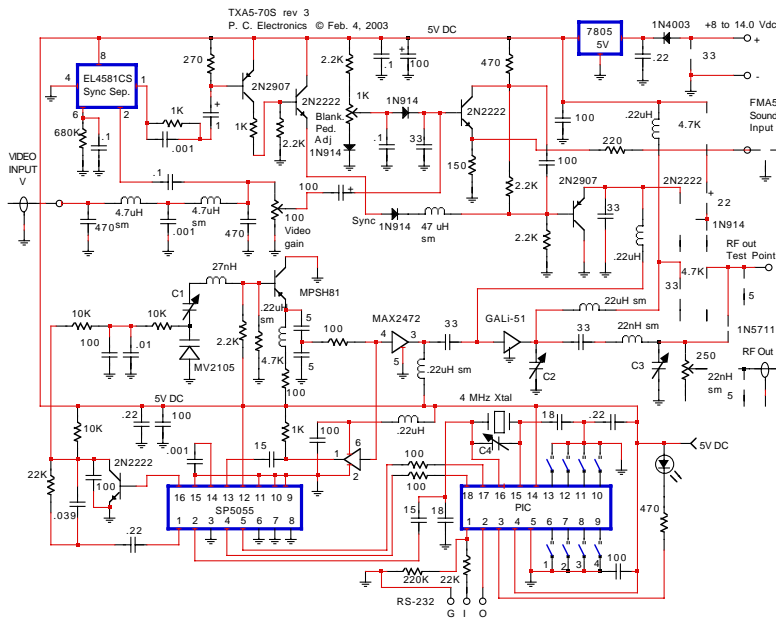 TXA5-70S rev 3
P. C. Electronics © Feb. 4, 2003
5V DC
7805
5V
1N4003
+8 to 14.0 Vdc
+
-
.22
33
8
4
1
EL4581CS
Sync Sep.
6
2
270
2N2907
2N2222
2.2K
.1
+
100
470
2N2222
1K
1N914
Blank.
Ped.
Adj
1N914
.1
33
150
100
100
.22uH
4.7K
FMA5
Sound
Input
220
680K
.1
1K
.001
+
1
1K
2.2K
VIDEO
INPUT
V
.1
4.7uH
sm
4.7uH
sm
470
.001
470
100
Video
gain
100
+
Sync
1N914
47 uH
sm
2.2K
2.2K
2N2907
33
.22uH
2N2222
+
22
1N914
33
4.7K
RF out
Test Point
5
1N5711
27nH
C1
10K
10K
100
.01
MV2105
MPSH81
.22uH
sm
2.2K
4.7K
5
5
100
100
MAX2472
4
3
5
33
.22uH sm
GALi-51
22uH sm
C2
33
22nH sm
C3
250
22nH
sm
RF Out
5
5V DC
10K
.22
100
1K
.001
15
100
.22uH
1
6
2
4 MHz Xtal
C4
18
.22
5V DC
22K
2N2222
100
.039
.22
16 15 14 13 12 11 10 9
SP5055
1 2 3 4 5 6 7 8
100
100
15
18
18 17 16 15 14 13 12 11 10
PIC
1 2 3 4 5 6 7 8 9
1 2 3 4
100
470
220K
22K
RS-232
G I O